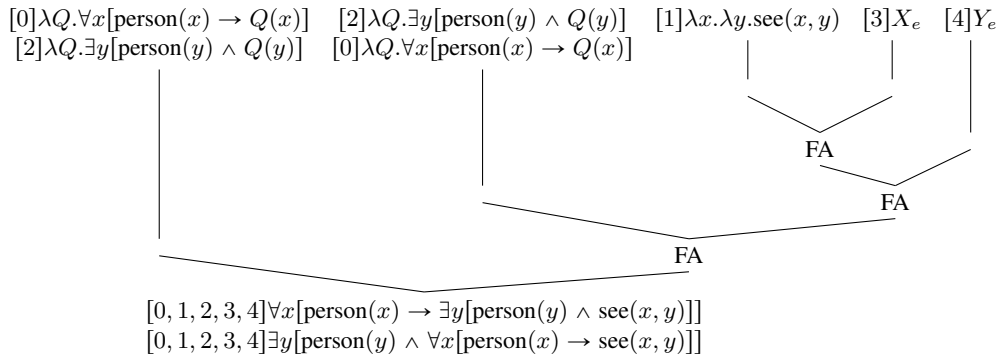 [0]λQ.∀x[person(x) → Q(x)] [2]λQ.∃y[person(y) ∧ Q(y)] [1]λx.λy.see(x, y) [3]X_e [4]Y_e
[2]λQ.∃y[person(y) ∧ Q(y)] [0]λQ.∀x[person(x) → Q(x)]
FA
FA
FA
[0, 1, 2, 3, 4]∀x[person(x) → ∃y[person(y) ∧ see(x, y)]]
[0, 1, 2, 3, 4]∃y[person(y) ∧ ∀x[person(x) → see(x, y)]]